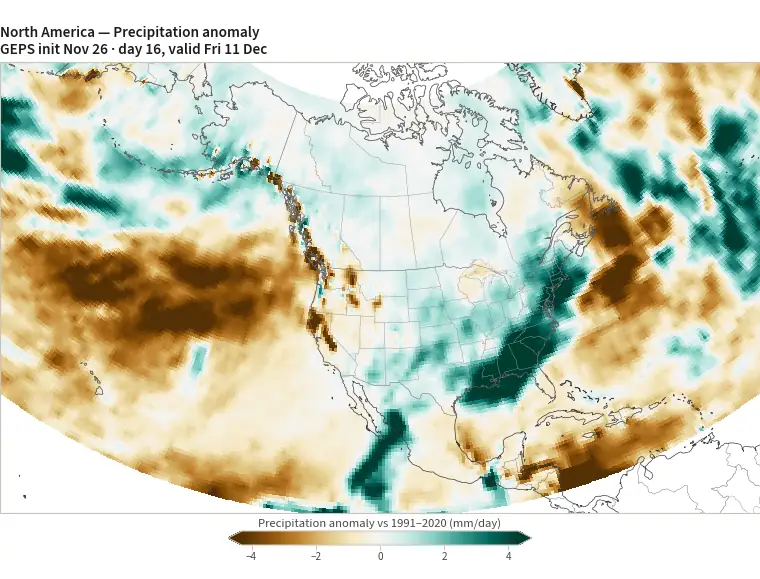 North America — Precipitation anomaly
GEPS init Nov 26 · day 16, valid Fri 11 Dec
Precipitation anomaly vs 1991–2020 (mm/day)
−4 −2 0 2 4